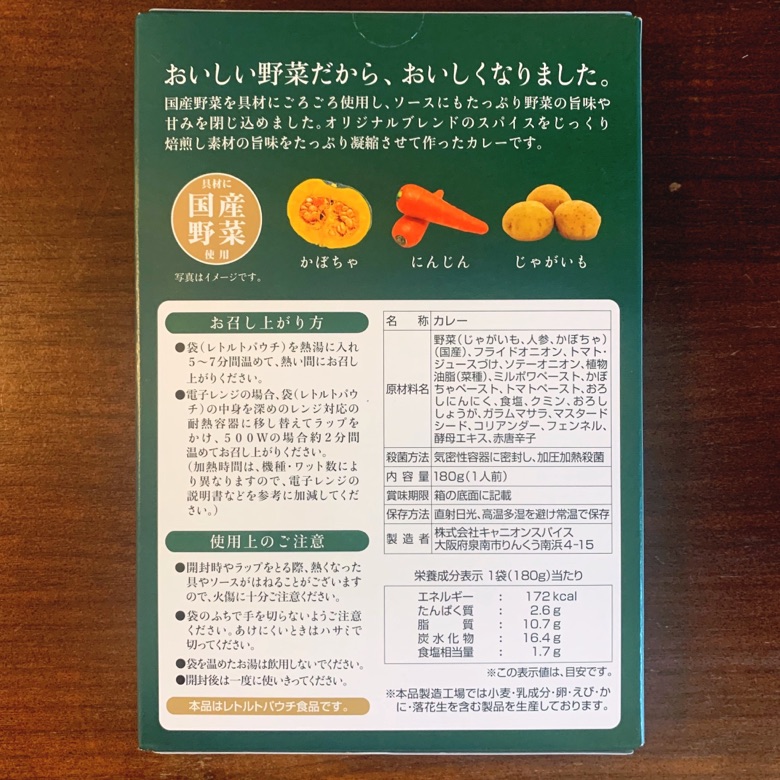 おいしい野菜だから、おいしくなりました。
国産野菜を具材にごろごろ使用し、ソースにもたっぷり野菜の旨味や
甘みを閉じ込めました。オリジナルブレンドのスパイスをじっくり
焙煎し素材の旨味をたっぷり凝縮させて作ったカレーです。
具材に
国産
野菜
使用
かぼちゃ
にんじん
じゃがいも
写真はイメージです。
お召し上がり方
●袋(レトルトパウチ)を熱湯に入れ
5〜7分間温めて、熱い間にお召し
上がりください。
●電子レンジの場合、袋(レトルトパウ
チ)の中身を深めのレンジ対応の
耐熱容器に移し替えてラップを
かけ、500Wの場合約2分間
温めてお召し上がりください。
(加熱時間は、機種・ワット数によ
り異なりますので、電子レンジの
説明書などを参考に加減してくだ
さい。)
使用上のご注意
●開封時やラップをとる際、熱くなった
具やソースがはねることがございます
ので、火傷に十分ご注意ください。
●袋のふちで手を切らないようご注意
ください。あけにくいときはハサミで
切ってください。
●袋を温めたお湯は飲用しないでください。
●開封後は一度に使いきってください。
本品はレトルトパウチ食品です。
名称 カレー
原材料名 野菜(じゃがいも、人参、かぼちゃ)
(国産)、フライドオニオン、トマト・
ジュースづけ、ソテーオニオン、植物
油脂(菜種)、ミルポワペースト、かぼ
ちゃペースト、トマトペースト、おろ
しにんにく、食塩、クミン、おろし
しょうが、ガラムマサラ、マスタード
シード、コリアンダー、フェンネル、
酵母エキス、赤唐辛子
殺菌方法 気密性容器に密封し、加圧加熱殺菌
内容量 180g(1人前)
賞味期限 箱の底面に記載
保存方法 直射日光、高温多湿を避け常温で保存
製造者 株式会社キャニオンスパイス
大阪府泉南市りんくう南浜4-15
栄養成分表示 1袋(180g)当たり
エネルギー : 172kcal
たんぱく質 : 2.6g
脂質 : 10.7g
炭水化物 : 16.4g
食塩相当量 : 1.7g
※この表示値は、目安です。
※本品製造工場では小麦・乳成分・卵・えび・か
に・落花生を含む製品を生産しております。